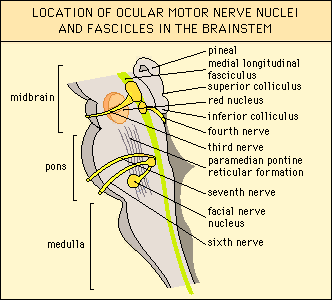 LOCATION OF OCULAR MOTOR NERVE NUCLEI
AND FASCICLES IN THE BRAINSTEM
pineal
medial longitudinal
fasciculus
superior colliculus
red nucleus
inferior colliculus
fourth nerve
third nerve
paramedian pontine
reticular formation
seventh nerve
facial nerve
nucleus
sixth nerve
midbrain
pons
medulla